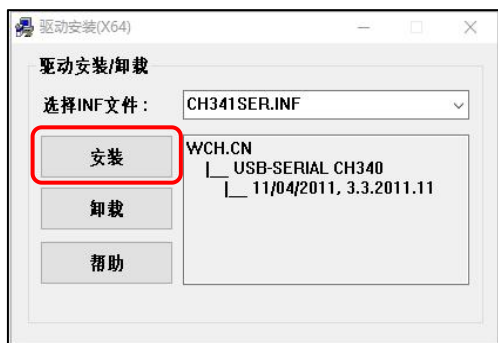 驱动安装(X64)
驱动安装/卸载
选择INF文件：
CH341SER.INF
安装
WCH.CN
|__ USB-SERIAL CH340
|__ 11/04/2011, 3.3.2011.11
卸载
帮助